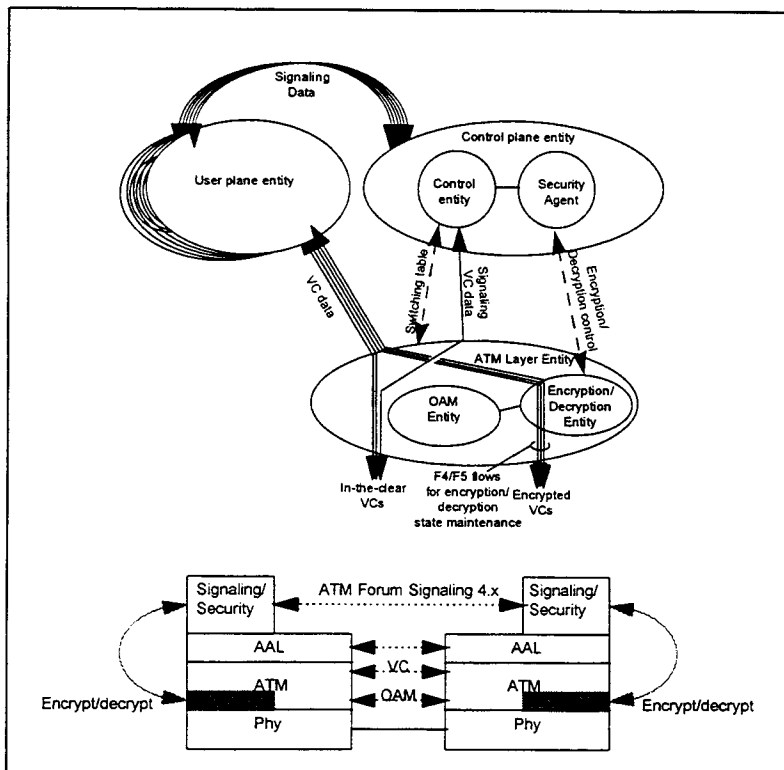 Signaling
Data
Control plane entity
User plane entity
Control
entity
Security
Agent
VC data
Switching table
Signaling
VC data
Encryption/
Decryption control
ATM Layer Entity
OAM
Entity
Encryption/
Decryption
Entity
In-the-clear
VCs
F4/F5 flows
for encryption/
decryption
state maintenance
Encrypted
VCs
Signaling/
Security
ATM Forum Signaling 4.x
Signaling/
Security
AAL
AAL
VC
ATM
ATM
OAM
Encrypt/decrypt
Encrypt/decrypt
Phy
Phy